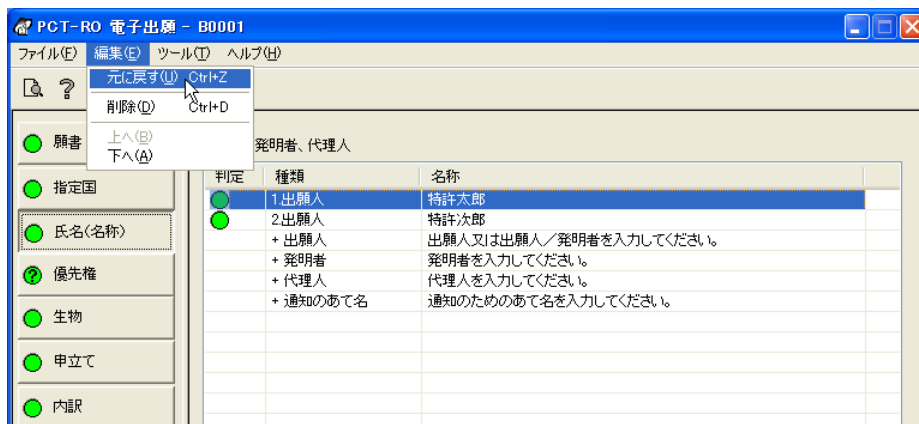 PCT-RO 電子出願 - B0001
ファイル(F) 編集(E) ツール(T) ヘルプ(H)
元に戻す(U) Ctrl+Z
削除(D) Ctrl+D
上へ(B)
下へ(A)
願書
発明者、代理人
判定 種類 名称
指定国
1.出願人 特許太郎
2.出願人 特許次郎
氏名(名称)
+ 出願人 出願人又は出願人／発明者を入力してください。
+ 発明者 発明者を入力してください。
+ 代理人 代理人を入力してください。
+ 通知のあて名 通知のためのあて名を入力してください。
優先権
生物
申立て
内訳